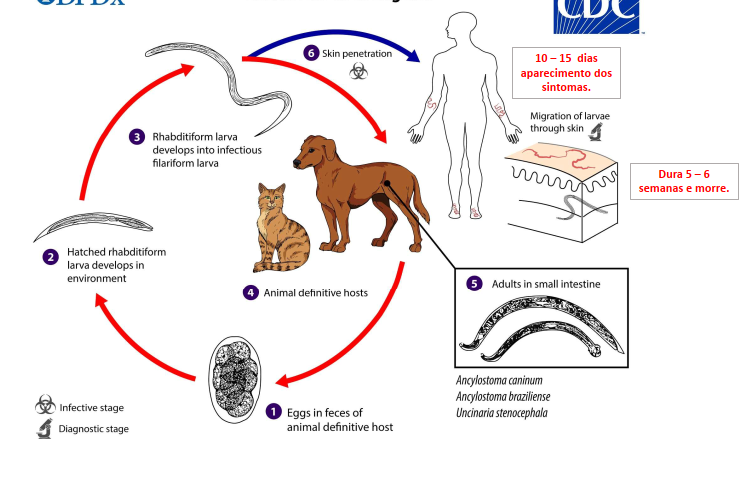 DPDx
CDC
6 Skin penetration
10 – 15 dias
aparecimento dos
sintomas.
Migration of larvae
through skin
3 Rhabditiform larva
develops into infectious
filariform larva
Dura 5 – 6
semanas e morre.
2 Hatched rhabditiform
larva develops in
environment
4 Animal definitive hosts
5 Adults in small intestine
Ancylostoma caninum
Ancylostoma braziliense
Uncinaria stenocephala
1 Eggs in feces of
animal definitive host
Infective stage
Diagnostic stage